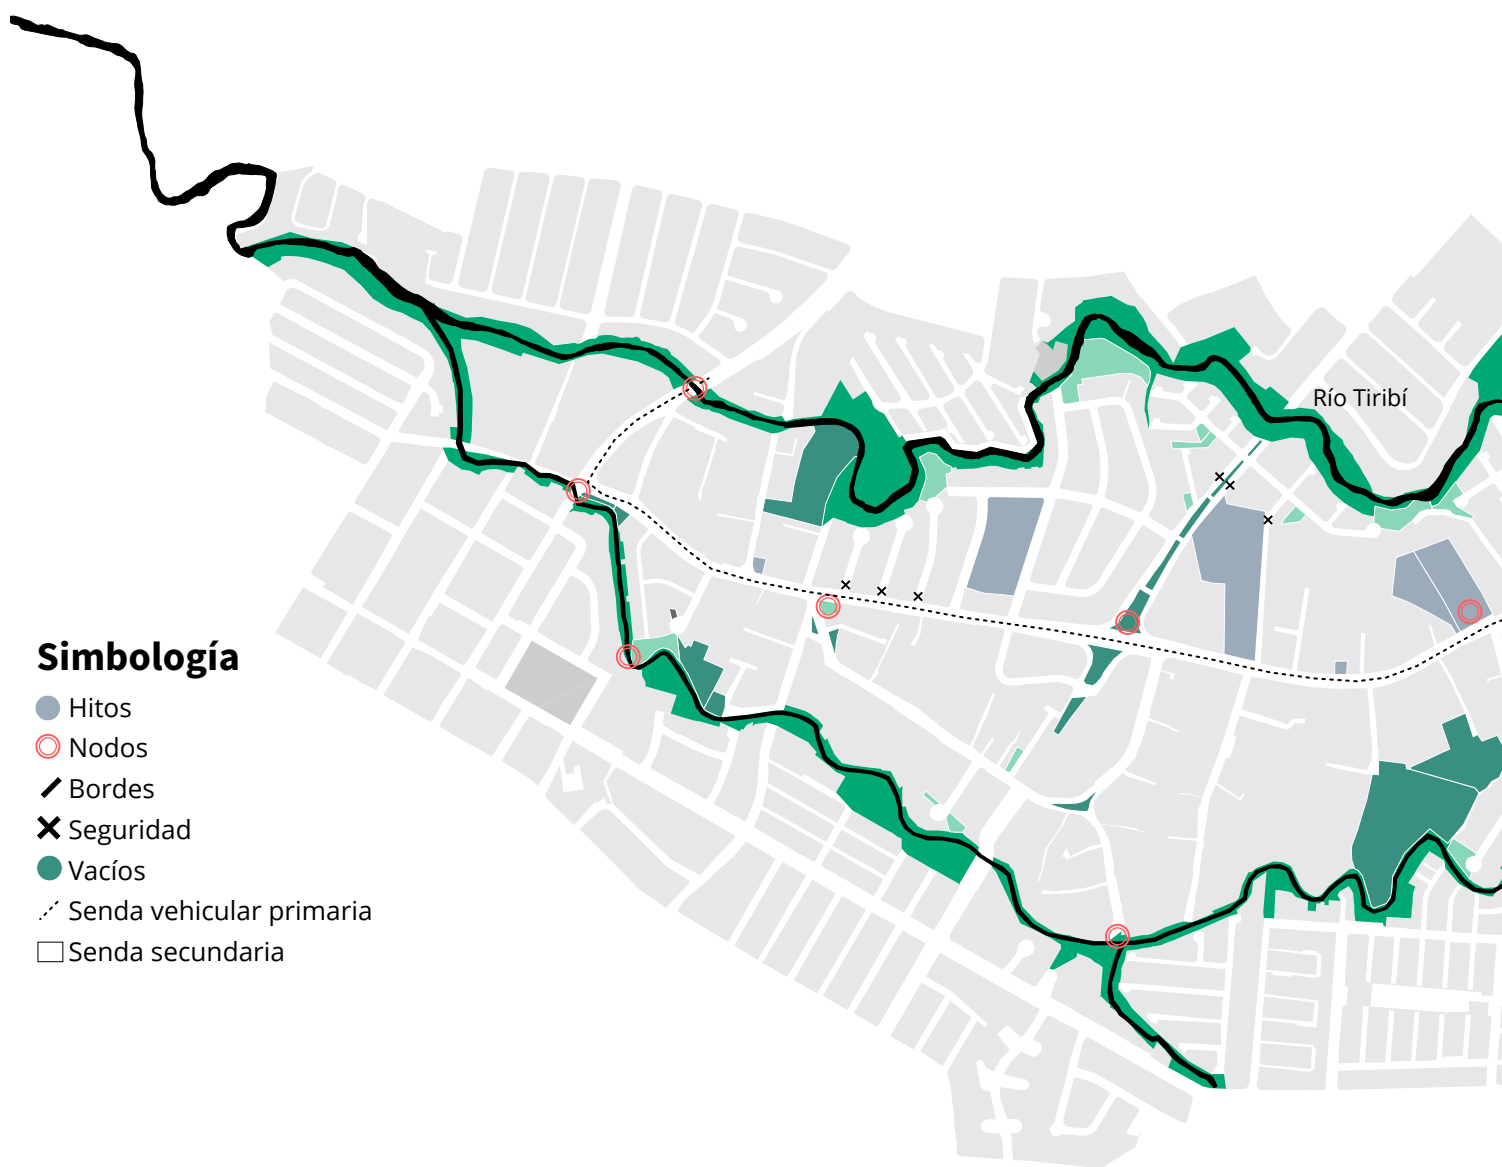 Río Tiribí
Simbología
Hitos
Nodos
Bordes
Seguridad
Vacíos
Senda vehicular primaria
Senda secundaria